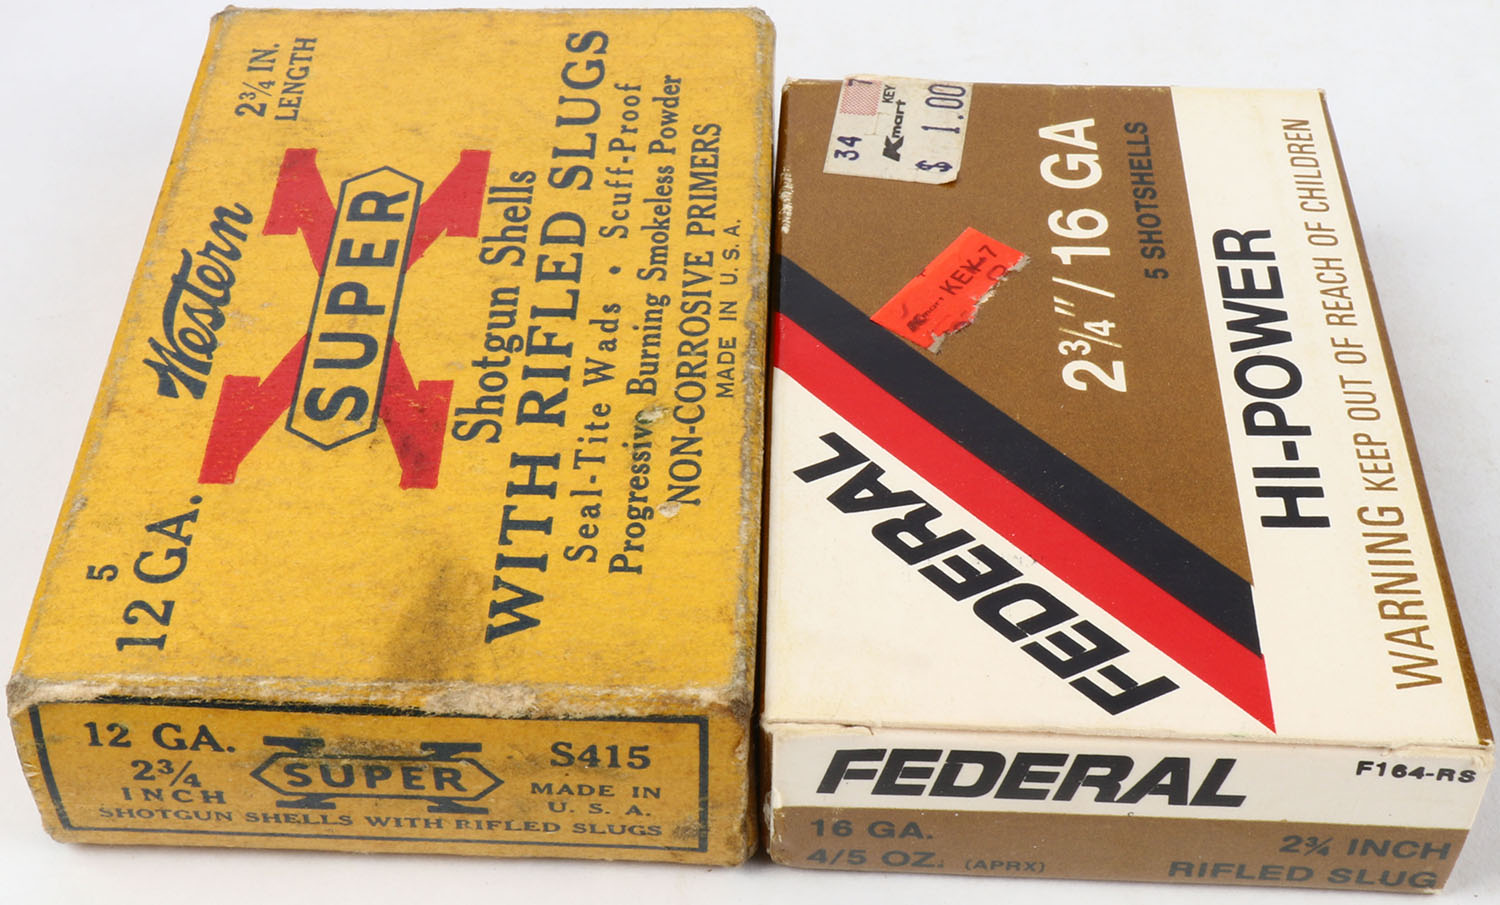 5
12 GA.
Western
SUPER
X
2¾ IN.
LENGTH
Shotgun Shells
WITH RIFLED SLUGS
Seal-Tite Wads • Scuff-Proof
Progressive Burning Smokeless Powder
NON-CORROSIVE PRIMERS
MADE IN U.S.A.
12 GA.
2¾
INCH
SUPER
X
S415
MADE IN
U. S. A.
SHOTGUN SHELLS WITH RIFLED SLUGS
34 7
Kmart KEY
$ 1.00
Kmart KEY-7
2¾"/16 GA
5 SHOTSHELLS
FEDERAL
HI-POWER
WARNING KEEP OUT OF REACH OF CHILDREN
FEDERAL
F164-RS
16 GA.
4/5 OZ. (APRX)
2¾ INCH
RIFLED SLUG